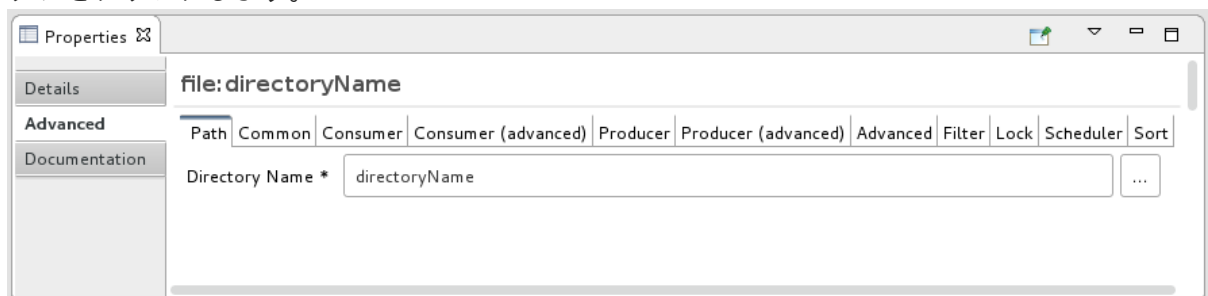 Properties
Details
Advanced
Documentation
file:directoryName
Path Common Consumer Consumer (advanced) Producer Producer (advanced) Advanced Filter Lock Scheduler Sort
Directory Name * directoryName ...